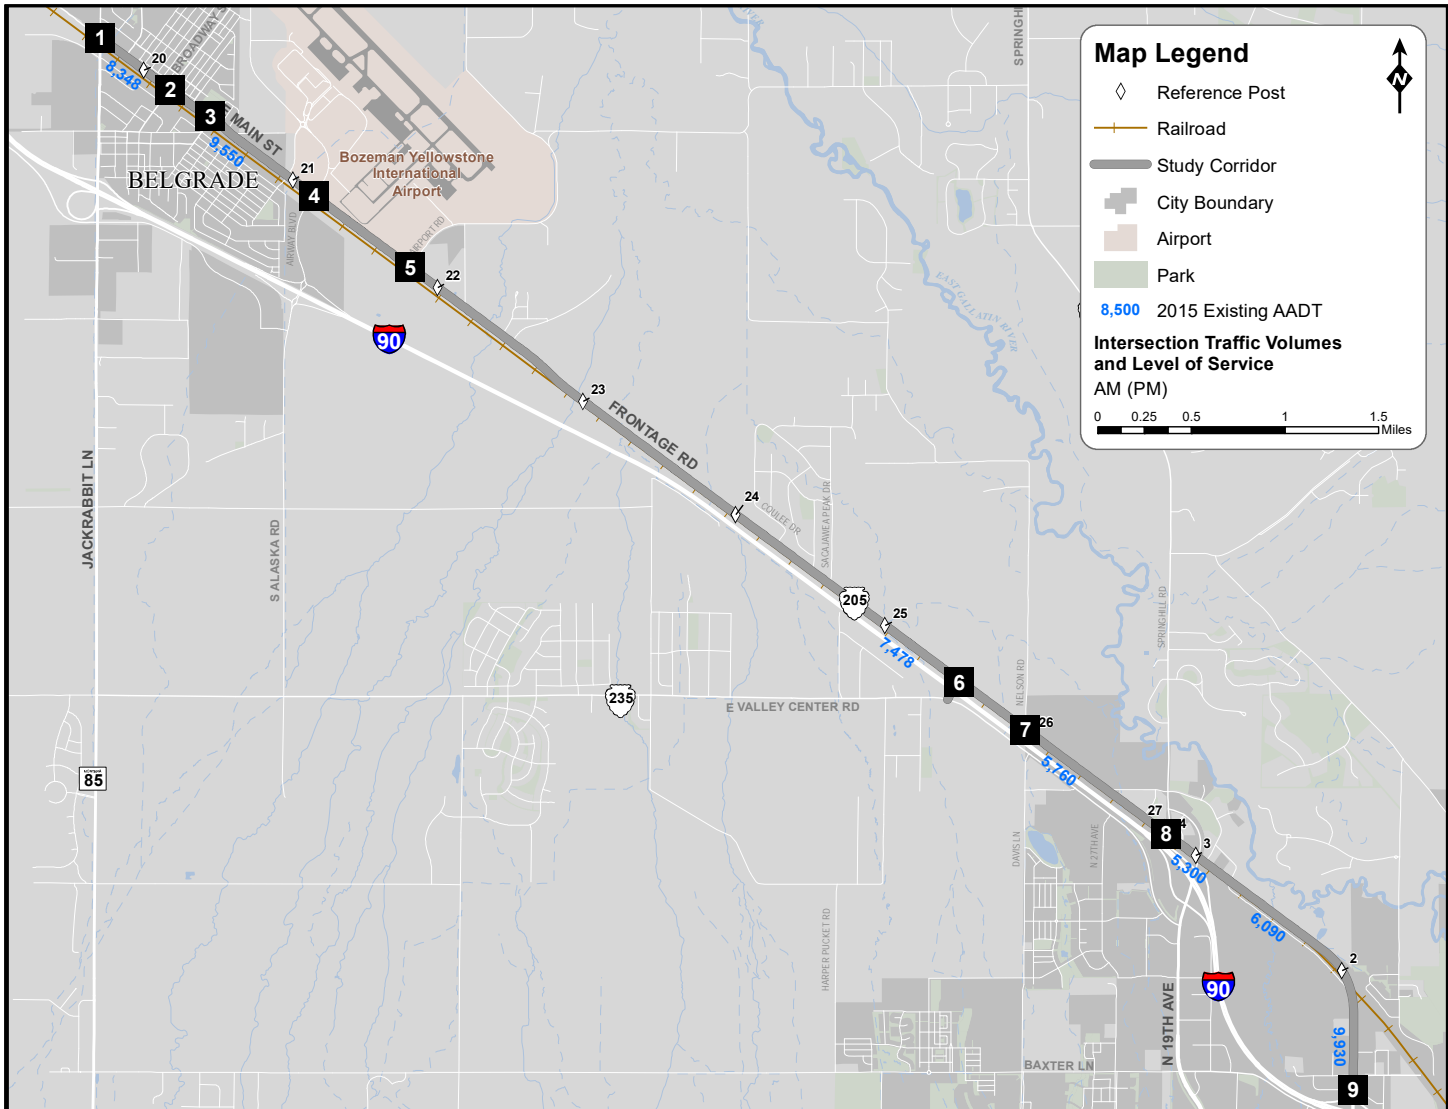 Map Legend
N
Reference Post
Railroad
Study Corridor
City Boundary
Airport
Park
8,500 2015 Existing AADT
Intersection Traffic Volumes
and Level of Service
AM (PM)
0 0.25 0.5 1 1.5
Miles
1
20
8,348
2
BROADWAY
3
E MAIN ST
9,550
BELGRADE
21
4
Bozeman Yellowstone
International
Airport
AIRWAY BLVD
5
22
90
JACKRABBIT LN
S ALASKA RD
23
FRONTAGE RD
24
COULEE DR
SACAJAWEA PEAK DR
EAST GALLATIN RIVER
SPRINGHILL RD
205
25
7,478
6
235
E VALLEY CENTER RD
NELSON RD
7
26
5,760
85
27
8
4
3
5,300
6,090
DAVIS LN
N 27TH AVE
HARPER PUCKET RD
2
90
N 19TH AVE
9,930
BAXTER LN
9